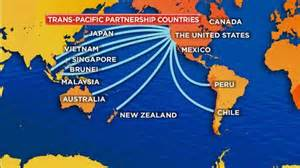 TRANS-PACIFIC PARTNERSHIP COUNTRIES
CANADA
JAPAN
THE UNITED STATES
VIETNAM
MEXICO
SINGAPORE
BRUNEI
MALAYSIA
PERU
AUSTRALIA
NEW ZEALAND
CHILE